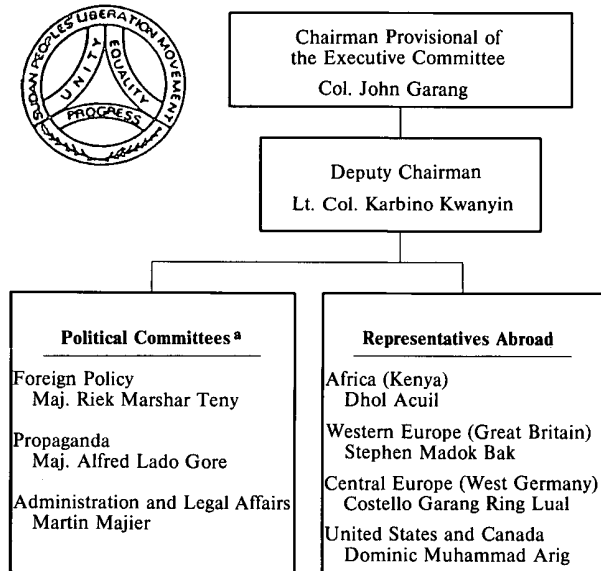 SUDAN PEOPLES LIBERATION MOVEMENT
UNITY
EQUALITY
PROGRESS
Chairman Provisional of
the Executive Committee
Col. John Garang
Deputy Chairman
Lt. Col. Karbino Kwanyin
Political Committees a
Foreign Policy
Maj. Riek Marshar Teny
Propaganda
Maj. Alfred Lado Gore
Administration and Legal Affairs
Martin Majier
Representatives Abroad
Africa (Kenya)
Dhol Acuil
Western Europe (Great Britain)
Stephen Madok Bak
Central Europe (West Germany)
Costello Garang Ring Lual
United States and Canada
Dominic Muhammad Arig